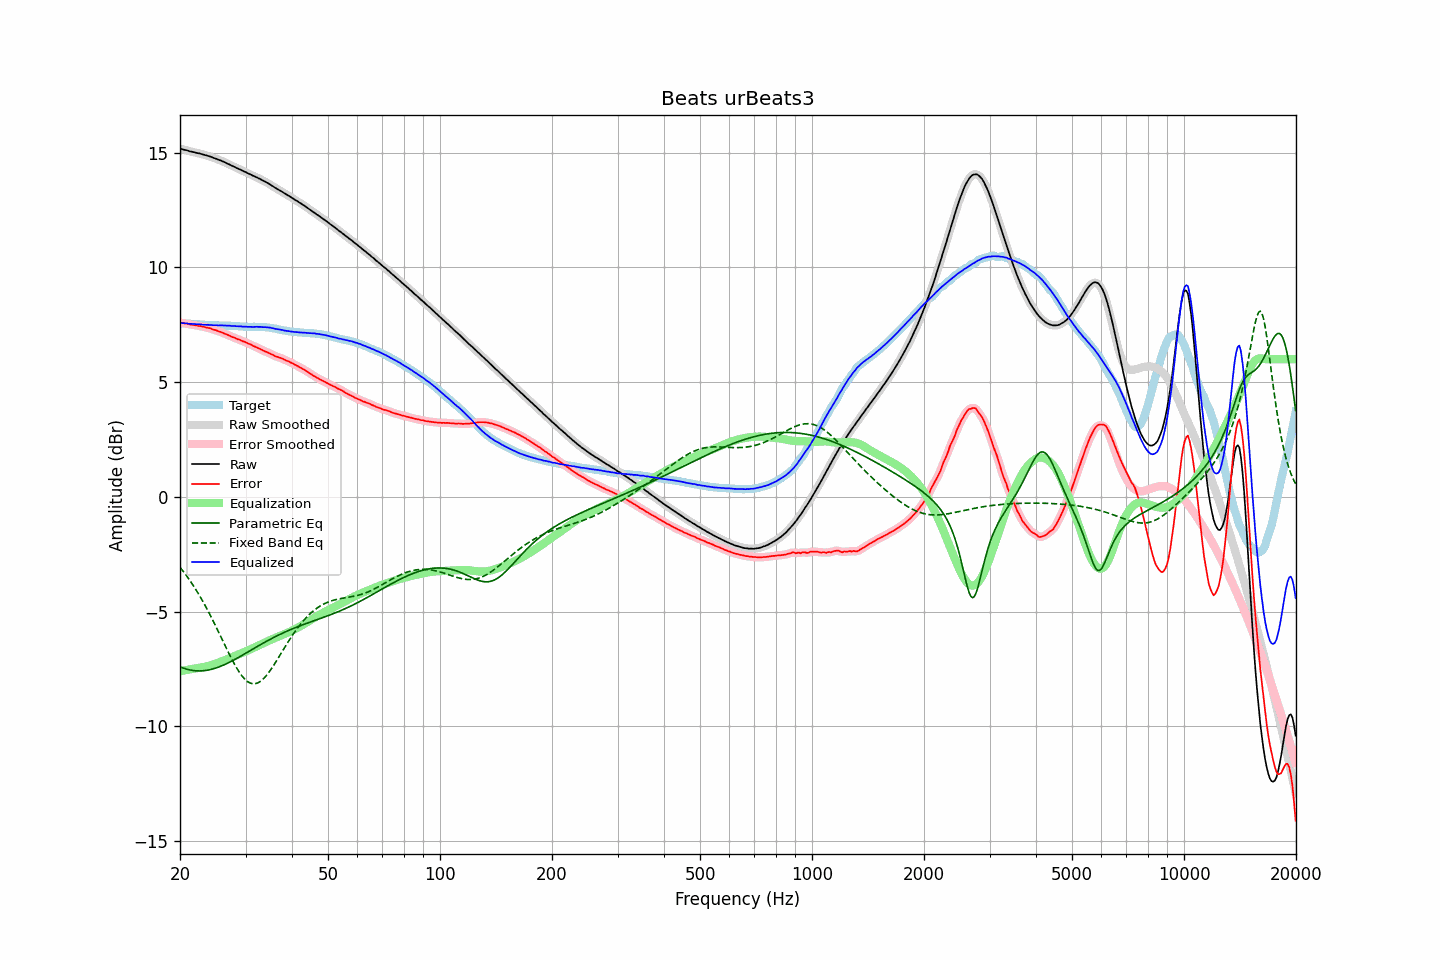 Beats urBeats3
Amplitude (dBr)
15
10
5
0
−5
−10
−15
Target
Raw Smoothed
Error Smoothed
Raw
Error
Equalization
Parametric Eq
Fixed Band Eq
Equalized
20 50 100 200 500 1000 2000 5000 10000 20000
Frequency (Hz)